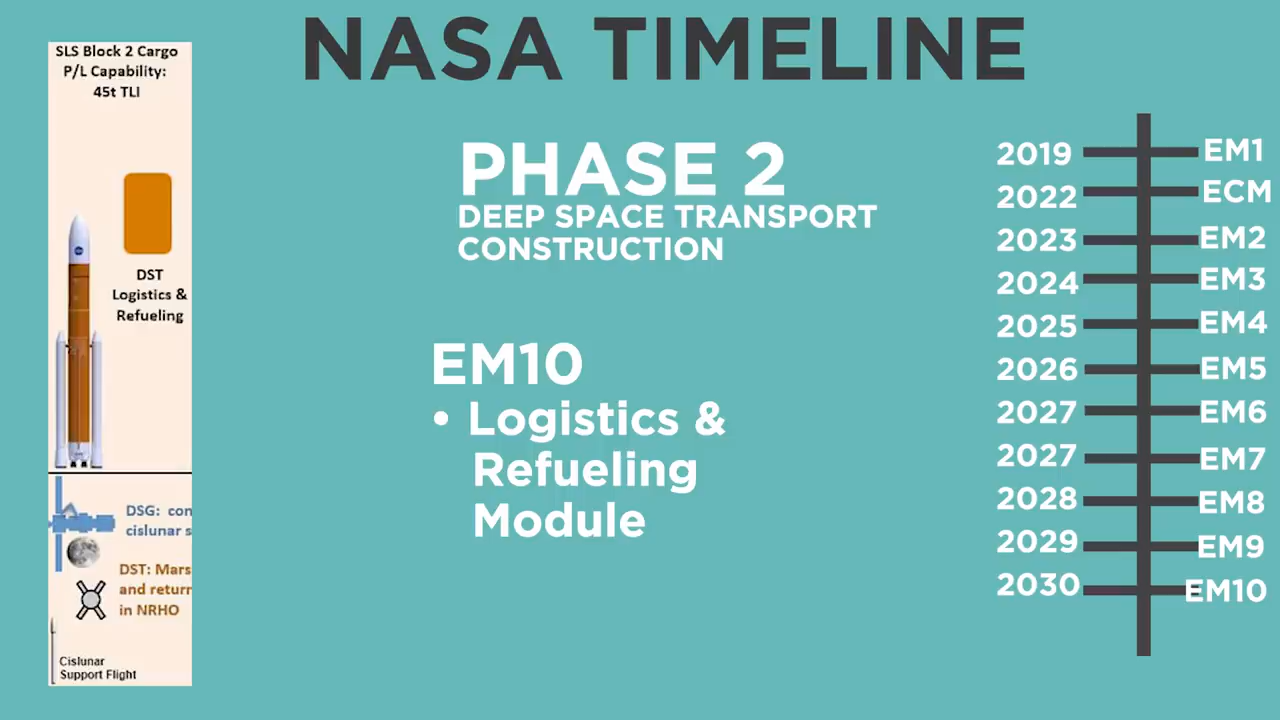 NASA TIMELINE
SLS Block 2 Cargo
P/L Capability:
45t TLI
DST
Logistics &
Refueling
DSG: con
cislunar s
DST: Mars
and return
in NRHO
Cislunar
Support Flight
PHASE 2
DEEP SPACE TRANSPORT
CONSTRUCTION
EM10
• Logistics &
Refueling
Module
2019 EM1
2022 ECM
2023 EM2
2024 EM3
2025 EM4
2026 EM5
2027 EM6
2027 EM7
2028 EM8
2029 EM9
2030 EM10